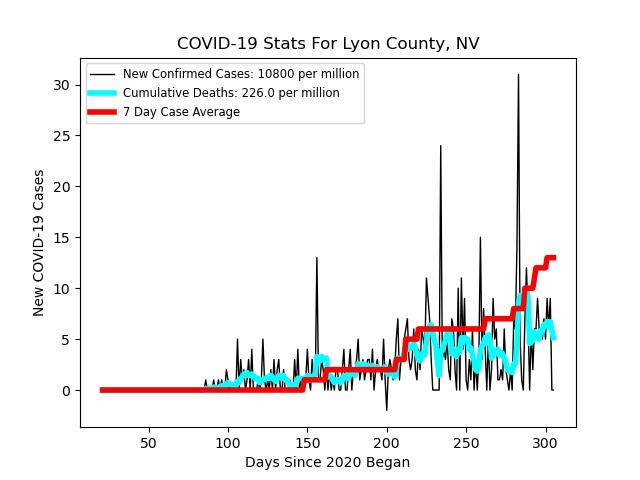 COVID-19 Stats For Lyon County, NV
New Confirmed Cases: 10800 per million
Cumulative Deaths: 226.0 per million
7 Day Case Average
New COVID-19 Cases
30
25
20
15
10
5
0
50 100 150 200 250 300
Days Since 2020 Began